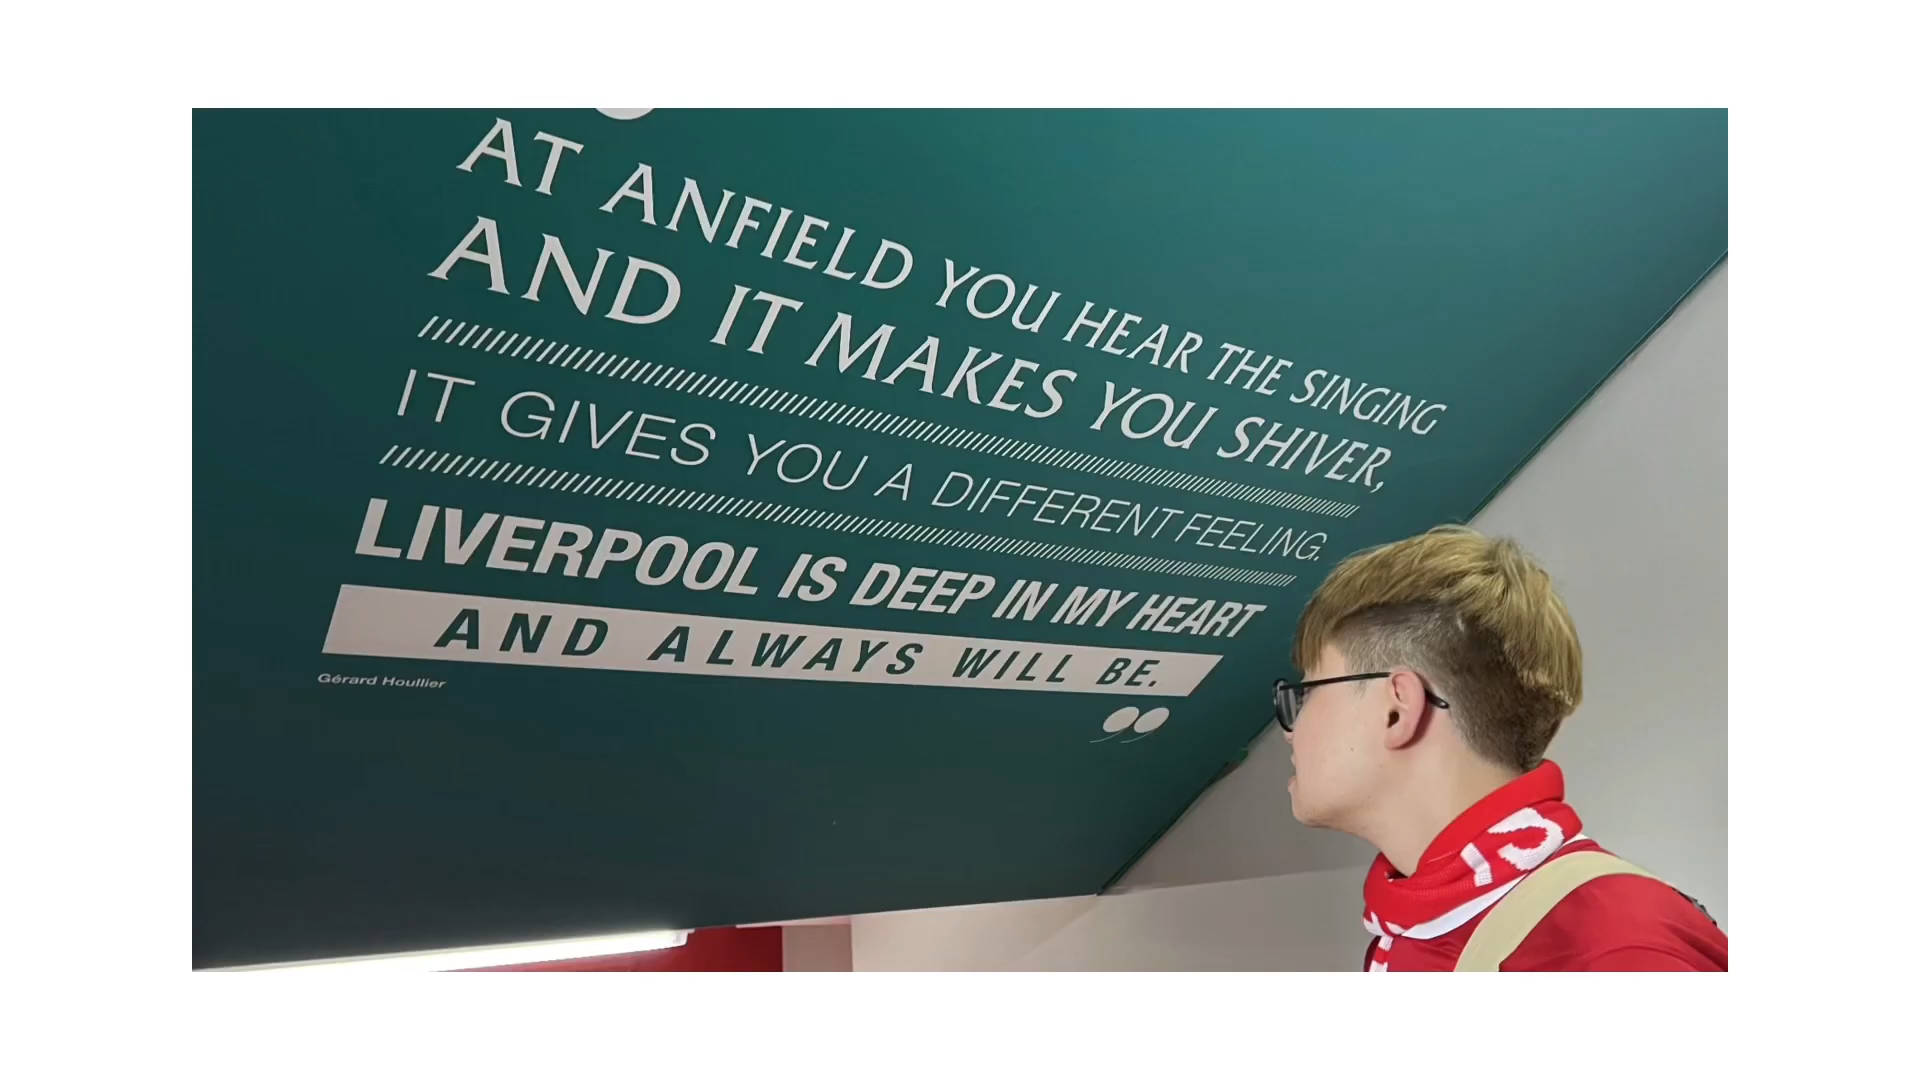 AT ANFIELD YOU HEAR THE SINGING
AND IT MAKES YOU SHIVER,
IT GIVES YOU A DIFFERENT FEELING.
LIVERPOOL IS DEEP IN MY HEART
AND ALWAYS WILL BE.
Gérard Houllier
”